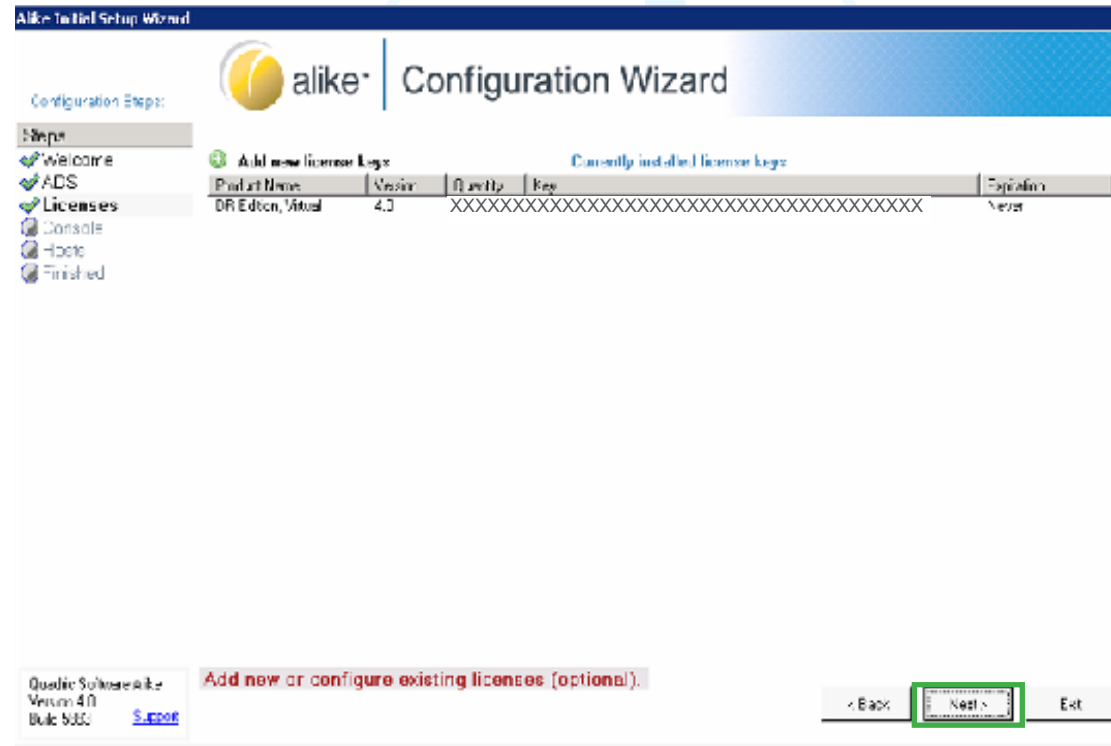 Alike Initial Setup Wizard
alike Configuration Wizard
Configuration Steps:
Steps
Welcome
ADS
Licenses
Console
Hosts
Finished
Add new license keys
Currently installed license keys
Product Name Version Quantity Key Expiration
DR Edition, Virtual 4.0 XXXXXXXXXXXXXXXXXXXXXXXXXXXXXXXXXXXXXX Never
Add new or configure existing licenses (optional).
Quadric Software Alike
Version 4.0
Build Support
< Back Next > Exit